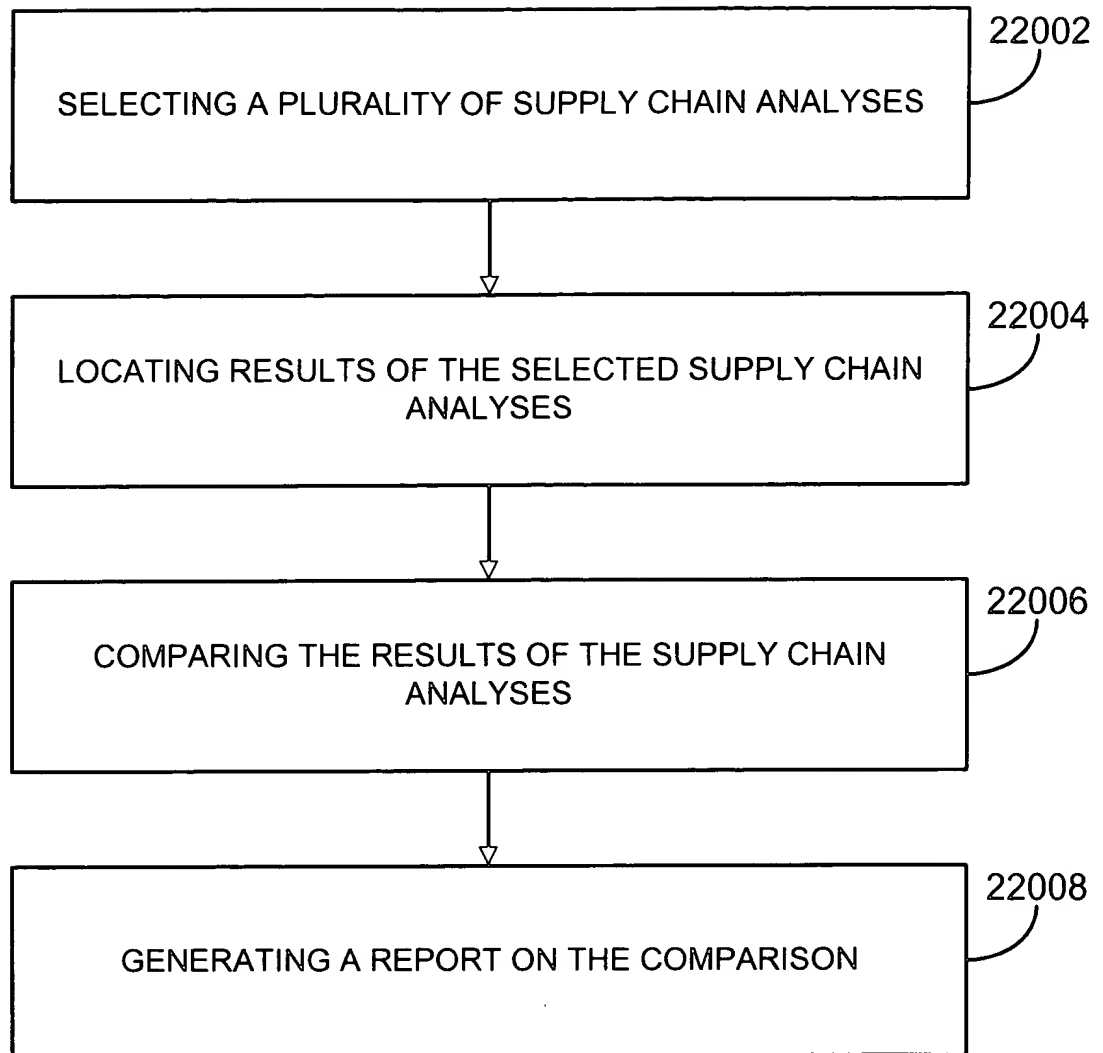 22002
SELECTING A PLURALITY OF SUPPLY CHAIN ANALYSES
22004
LOCATING RESULTS OF THE SELECTED SUPPLY CHAIN
ANALYSES
22006
COMPARING THE RESULTS OF THE SUPPLY CHAIN
ANALYSES
22008
GENERATING A REPORT ON THE COMPARISON